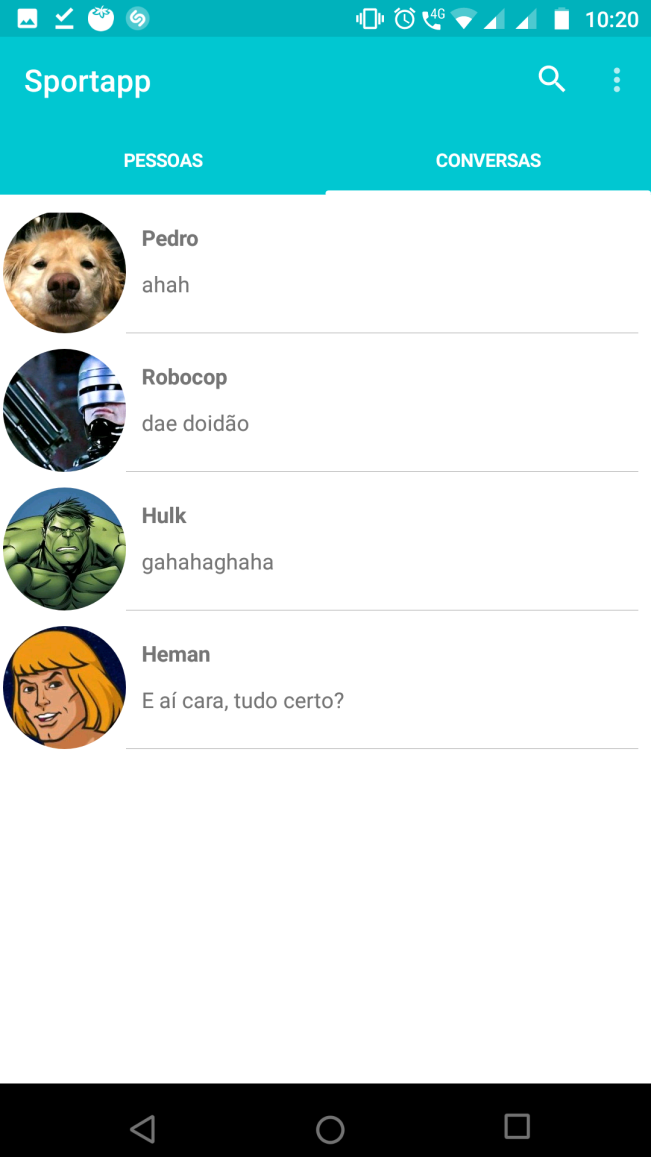 4G 10:20
Sportapp
PESSOAS CONVERSAS
Pedro
ahah
Robocop
dae doidão
Hulk
gahahaghaha
Heman
E aí cara, tudo certo?